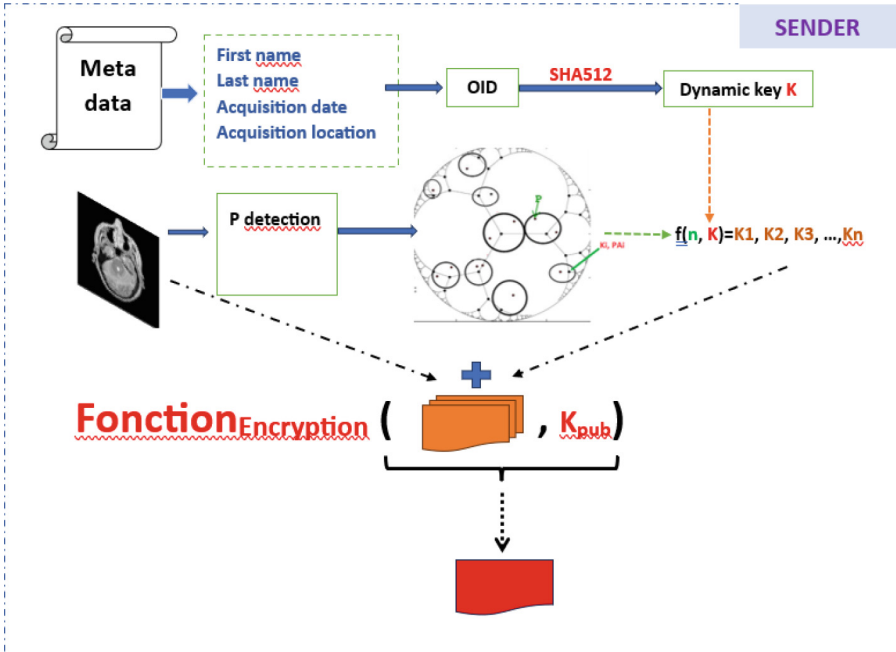 SENDER
Meta
data
First name
Last name
Acquisition date
Acquisition location
OID
SHA512
Dynamic key K
P detection
P
Ki, PAi
f(n, K)=K1, K2, K3, ...,Kn
FonctionEncryption ( , Kpub)